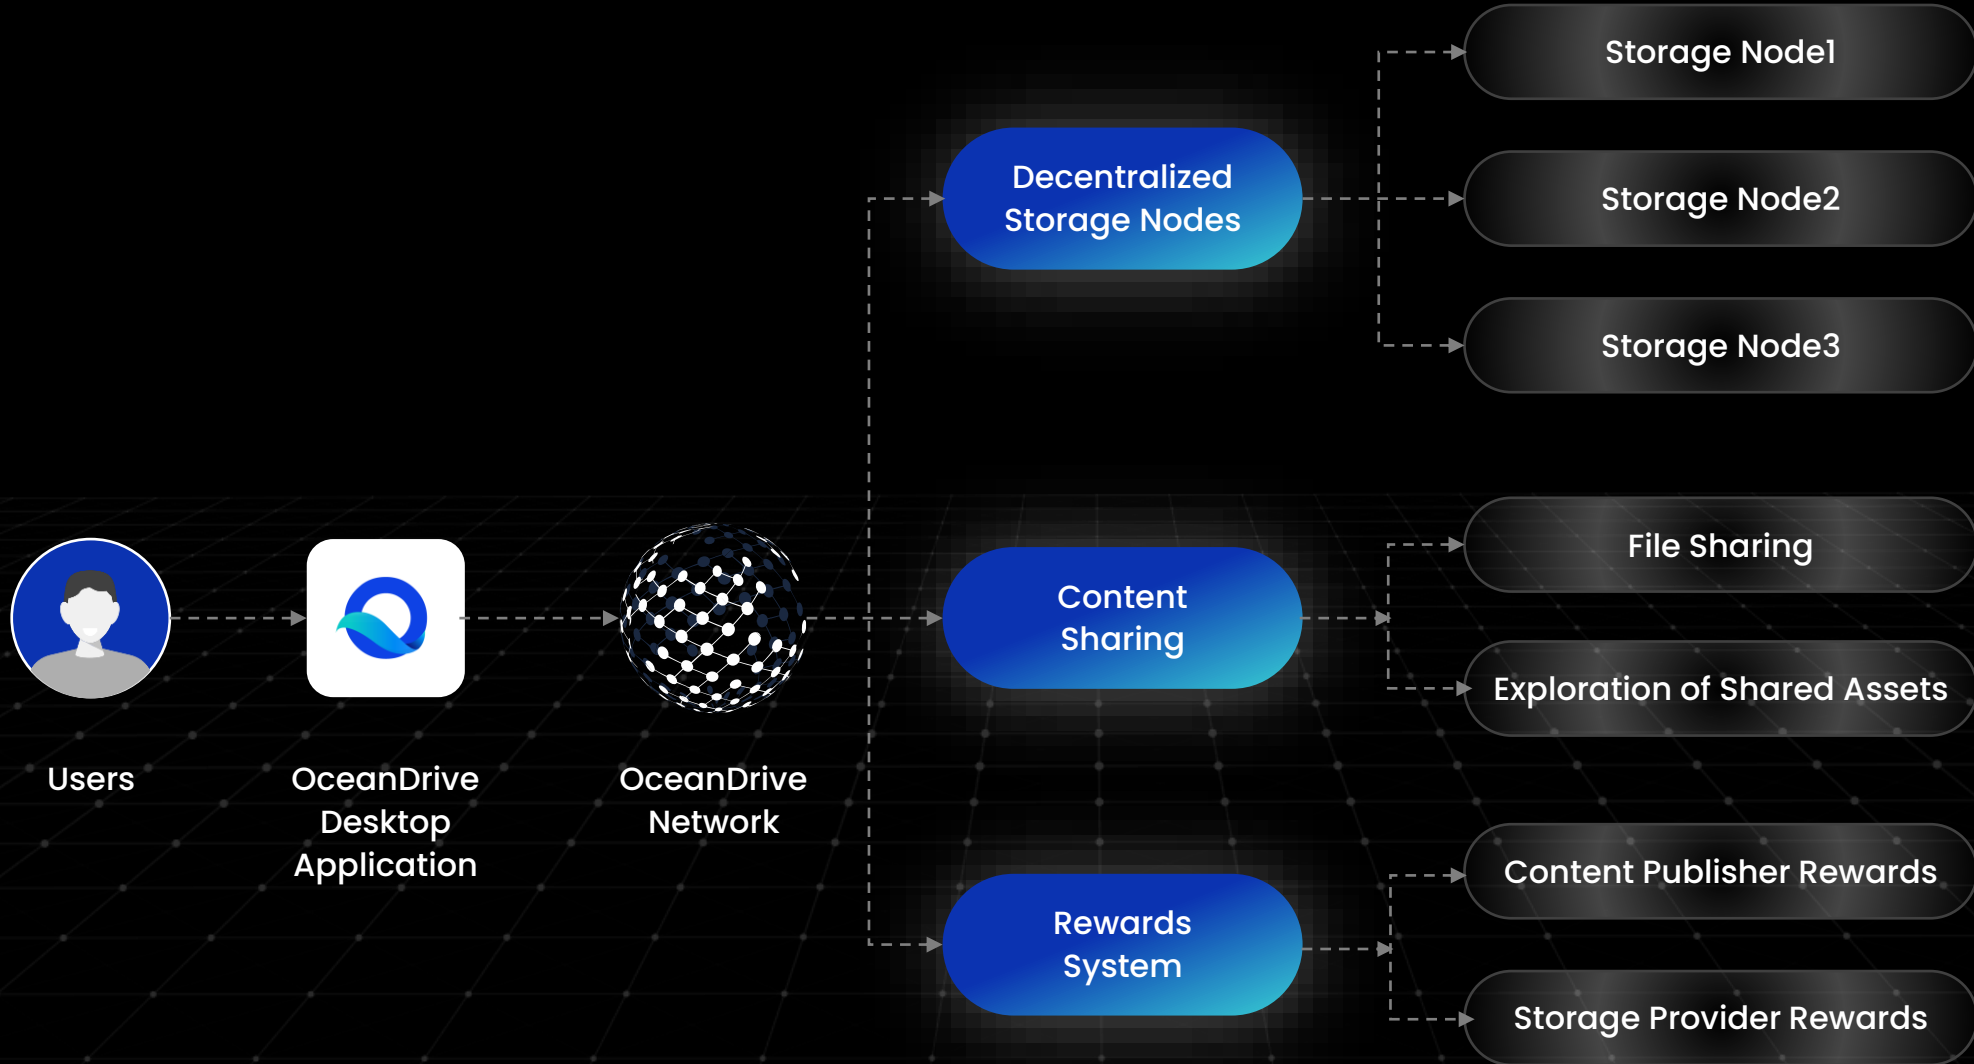 Users
OceanDrive
Desktop
Application
OceanDrive
Network
Decentralized
Storage Nodes
Storage Node1
Storage Node2
Storage Node3
Content
Sharing
File Sharing
Exploration of Shared Assets
Rewards
System
Content Publisher Rewards
Storage Provider Rewards